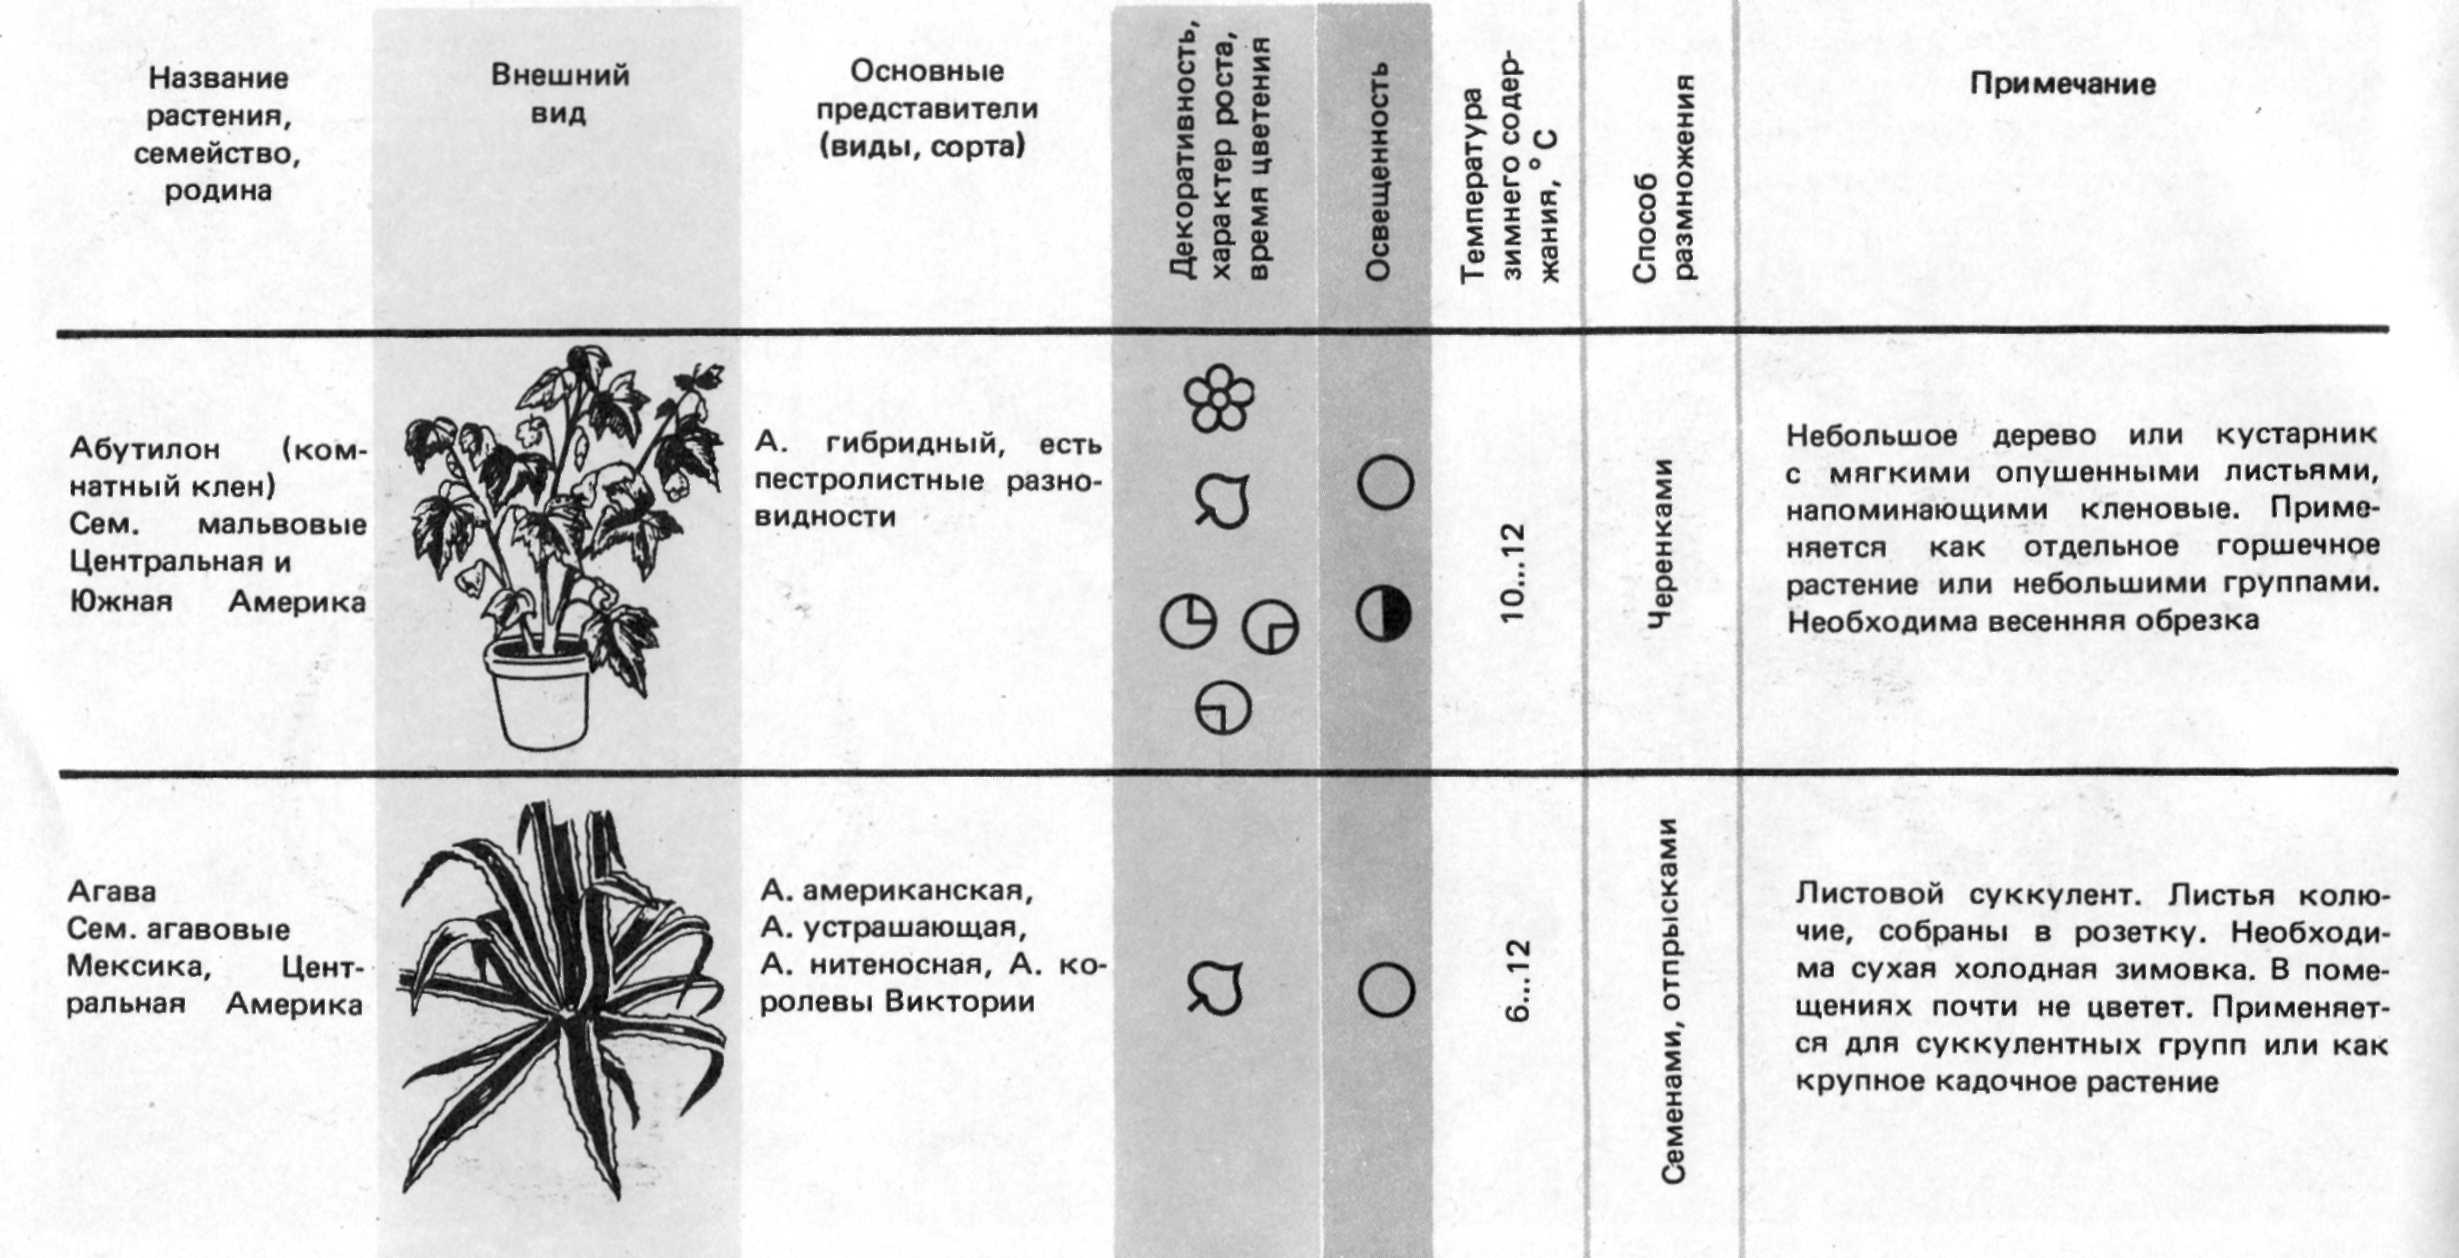 Название
растения,
семейство,
родина
Внешний
вид
Основные
представители
(виды, сорта)
Декоративность,
характер роста,
время цветения
Освещенность
Температура
зимнего содер-
жания, °С
Способ
размножения
Примечание
Абутилон (ком-
натный клен)
Сем. мальвовые
Центральная и
Южная Америка
А. гибридный, есть
пестролистные разно-
видности
10...12
Черенками
Небольшое дерево или кустарник
с мягкими опушенными листьями,
напоминающими кленовые. Приме-
няется как отдельное горшечное
растение или небольшими группами.
Необходима весенняя обрезка
Агава
Сем. агавовые
Мексика, Цент-
ральная Америка
А. американская,
А. устрашающая,
А. нитеносная, А. ко-
ролевы Виктории
6...12
Семенами, отпрысками
Листовой суккулент. Листья колю-
чие, собраны в розетку. Необходи-
ма сухая холодная зимовка. В поме-
щениях почти не цветет. Применяет-
ся для суккулентных групп или как
крупное кадочное растение